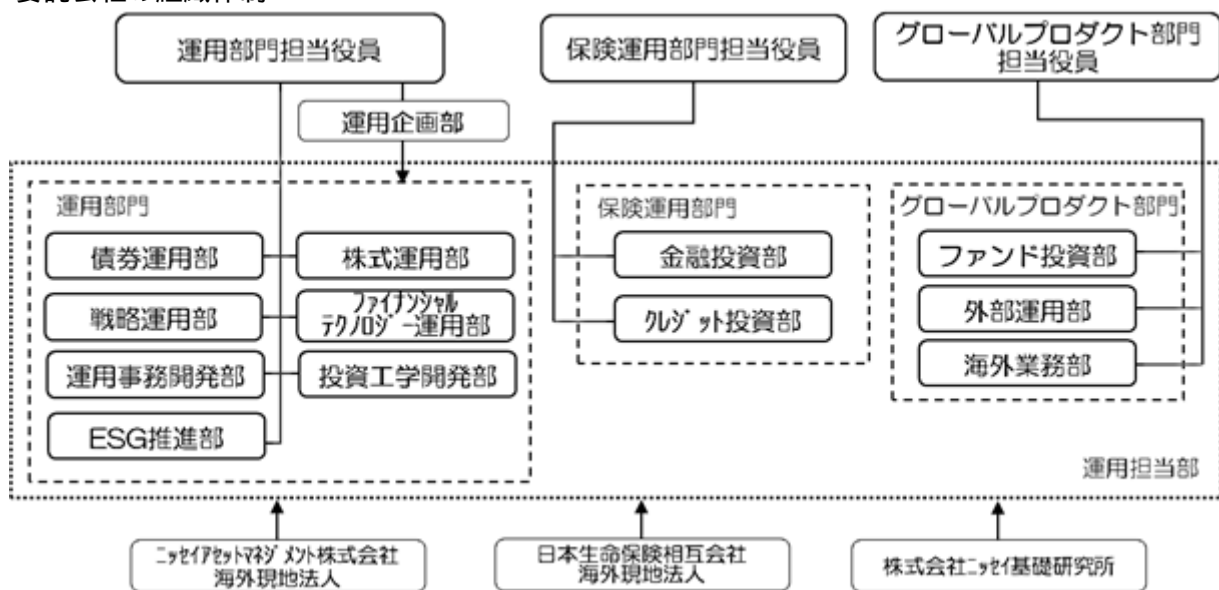 運用部門担当役員
保険運用部門担当役員
グローバルプロダクト部門
担当役員
運用企画部
運用部門
債券運用部
株式運用部
戦略運用部
ファイナンシャル
テクノロジー運用部
運用事務開発部
投資工学開発部
ESG推進部
保険運用部門
金融投資部
クレジット投資部
グローバルプロダクト部門
ファンド投資部
外部運用部
海外業務部
運用担当部
ニッセイアセットマネジメント株式会社
海外現地法人
日本生命保険相互会社
海外現地法人
株式会社ニッセイ基礎研究所